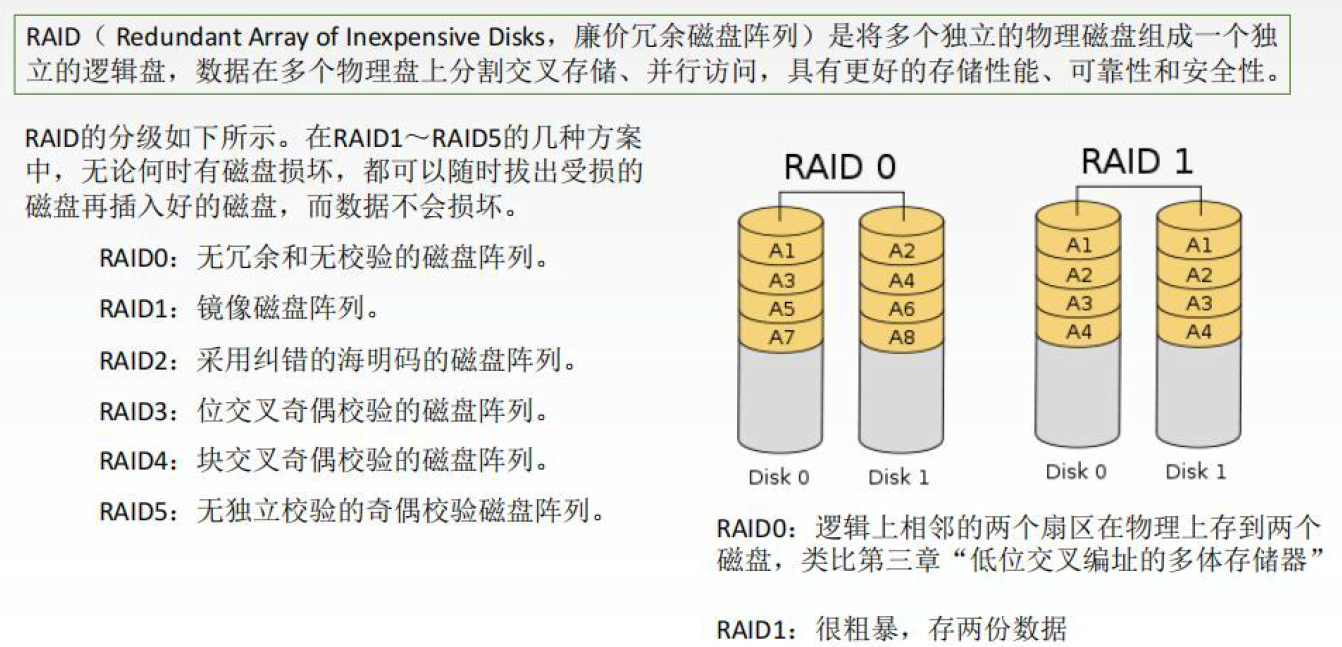 RAID（ Redundant Array of Inexpensive Disks，廉价冗余磁盘阵列）是将多个独立的物理磁盘组成一个独
立的逻辑盘，数据在多个物理盘上分割交叉存储、并行访问，具有更好的存储性能、可靠性和安全性。
RAID的分级如下所示。在RAID1～RAID5的几种方案
中，无论何时有磁盘损坏，都可以随时拔出受损的
磁盘再插入好的磁盘，而数据不会损坏。
RAID0：无冗余和无校验的磁盘阵列。
RAID1：镜像磁盘阵列。
RAID2：采用纠错的海明码的磁盘阵列。
RAID3：位交叉奇偶校验的磁盘阵列。
RAID4：块交叉奇偶校验的磁盘阵列。
RAID5：无独立校验的奇偶校验磁盘阵列。
RAID 0
A1
A3
A5
A7
Disk 0
A2
A4
A6
A8
Disk 1
RAID 1
A1
A2
A3
A4
Disk 0
A1
A2
A3
A4
Disk 1
RAID0：逻辑上相邻的两个扇区在物理上存到两个
磁盘，类比第三章“低位交叉编址的多体存储器”
RAID1：很粗暴，存两份数据